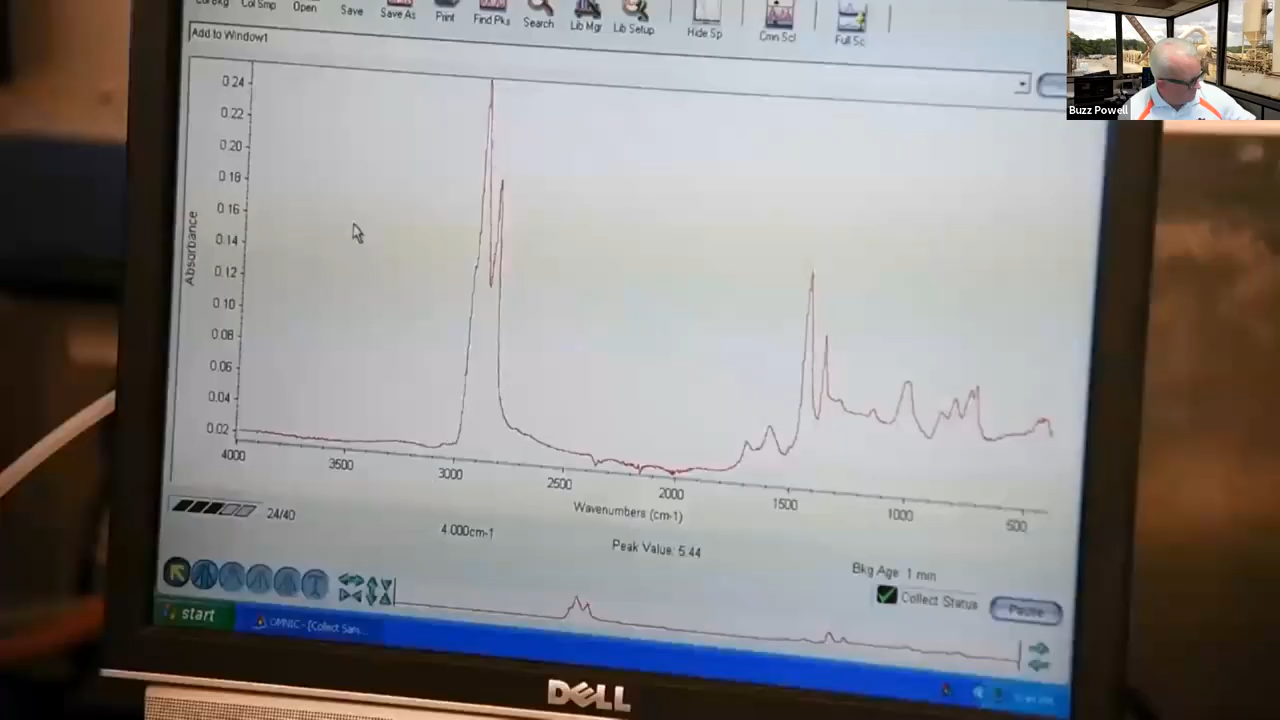 Col Smp Open Save Save As Print Find Pks Search Lib Mgr Lib Setup Hide Sp Cmn Scl Full Sc
Add to Window1
Buzz Powell
0.24
0.22
0.20
0.18
0.16
0.14
0.12
0.10
0.08
0.06
0.04
0.02
Absorbance
4000 3500 3000 2500 2000 1500 1000 500
Wavenumbers (cm-1)
24/40
4.000cm-1
Peak Value: 5.44
Bkg Age: 1 min
Collect Status
Pause
start
OMNIC - [Collect Sam...
DELL